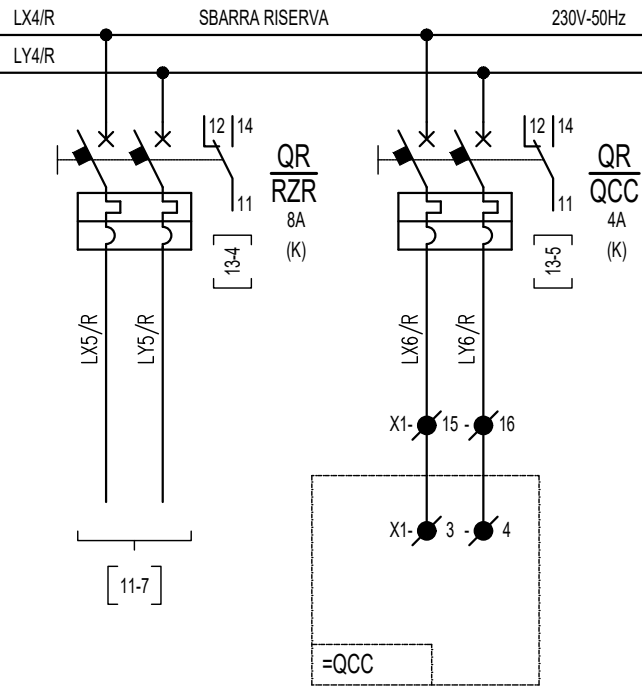 LX4/R SBARRA RISERVA 230V-50Hz
LY4/R
12 14
11
QR
RZR
8A
(K)
13-4
12 14
11
QR
QCC
4A
(K)
13-5
LX5/R
LY5/R
LX6/R
LY6/R
X1- 15 - 16
X1- 3 - 4
11-7
=QCC